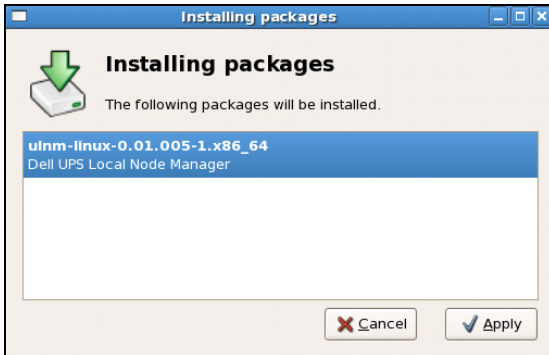 Installing packages
Installing packages
The following packages will be installed.
ulnm-linux-0.01.005-1.x86_64
Dell UPS Local Node Manager
Cancel
Apply